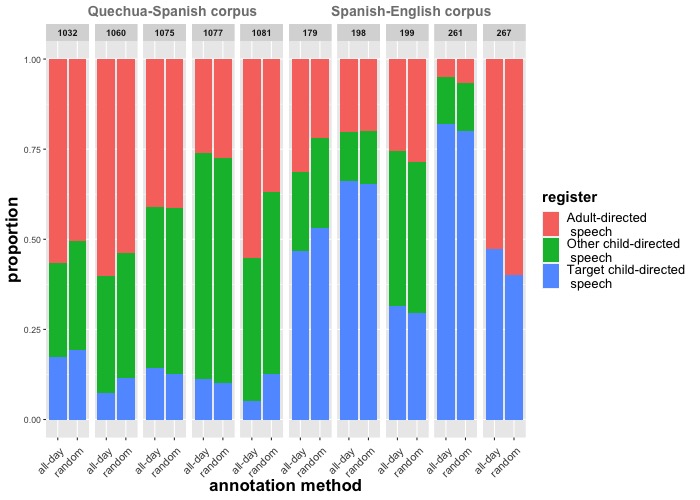 Quechua-Spanish corpus Spanish-English corpus
1032 1060 1075 1077 1081 179 198 199 261 267
1.00
0.75
0.50
0.25
0.00
proportion
all-day random all-day random all-day random all-day random all-day random all-day random all-day random all-day random all-day random all-day random
annotation method
register
Adult-directed
speech
Other child-directed
speech
Target child-directed
speech